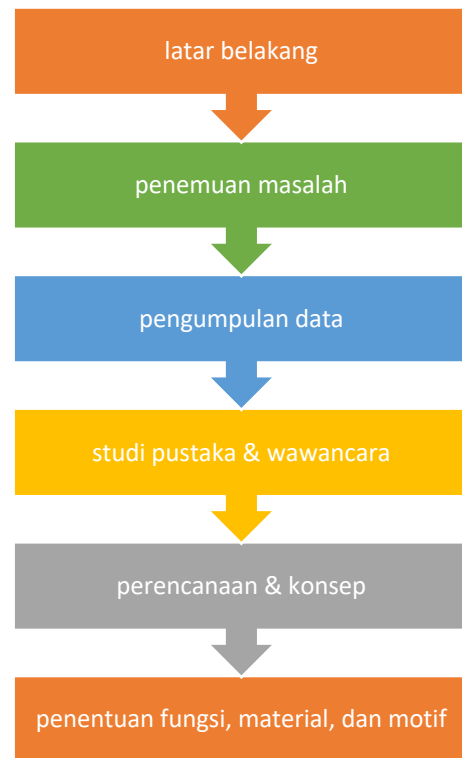 latar belakang
penemuan masalah
pengumpulan data
studi pustaka & wawancara
perencanaan & konsep
penentuan fungsi, material, dan motif